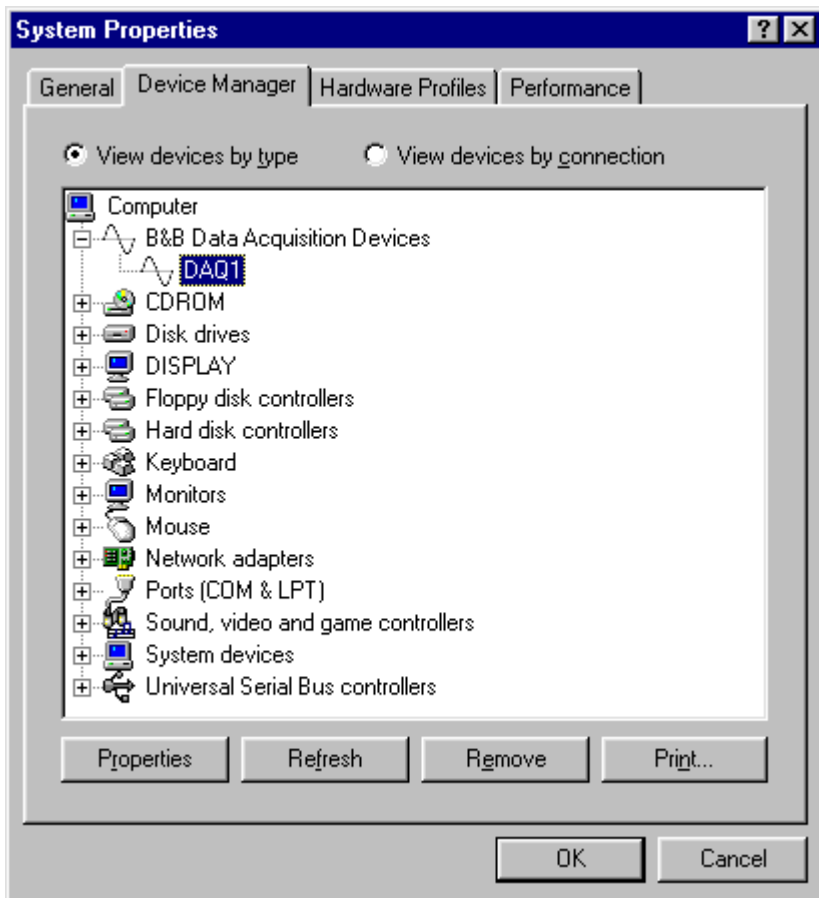 System Properties
General Device Manager Hardware Profiles Performance
View devices by type View devices by connection
Computer
B&B Data Acquisition Devices
DAQ1
CDROM
Disk drives
DISPLAY
Floppy disk controllers
Hard disk controllers
Keyboard
Monitors
Mouse
Network adapters
Ports (COM & LPT)
Sound, video and game controllers
System devices
Universal Serial Bus controllers
Properties Refresh Remove Print...
OK Cancel